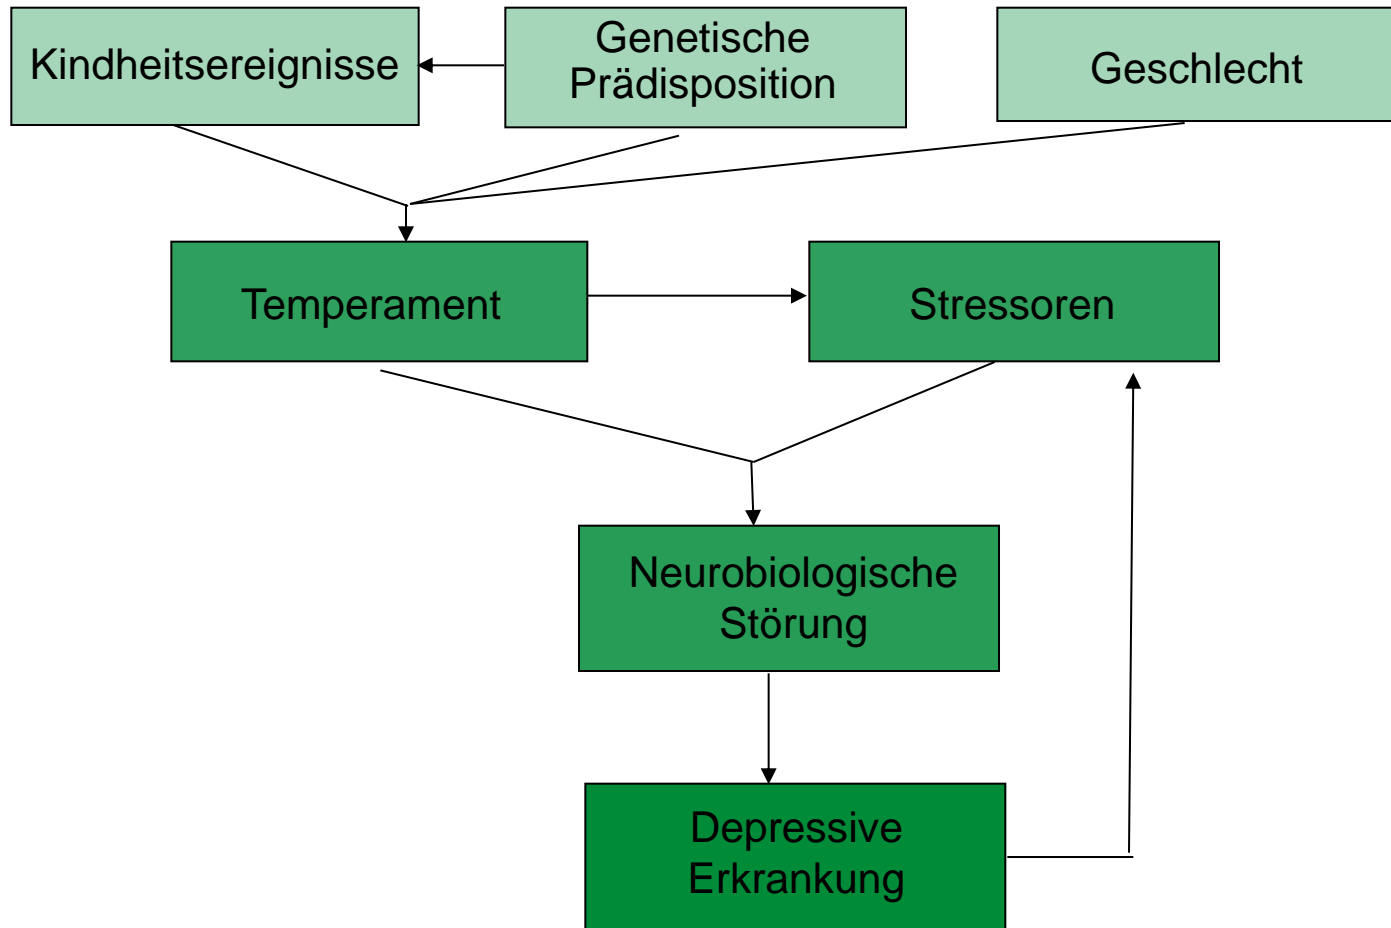 Kindheitsereignisse
Genetische
Prädisposition
Geschlecht
Temperament
Stressoren
Neurobiologische
Störung
Depressive
Erkrankung